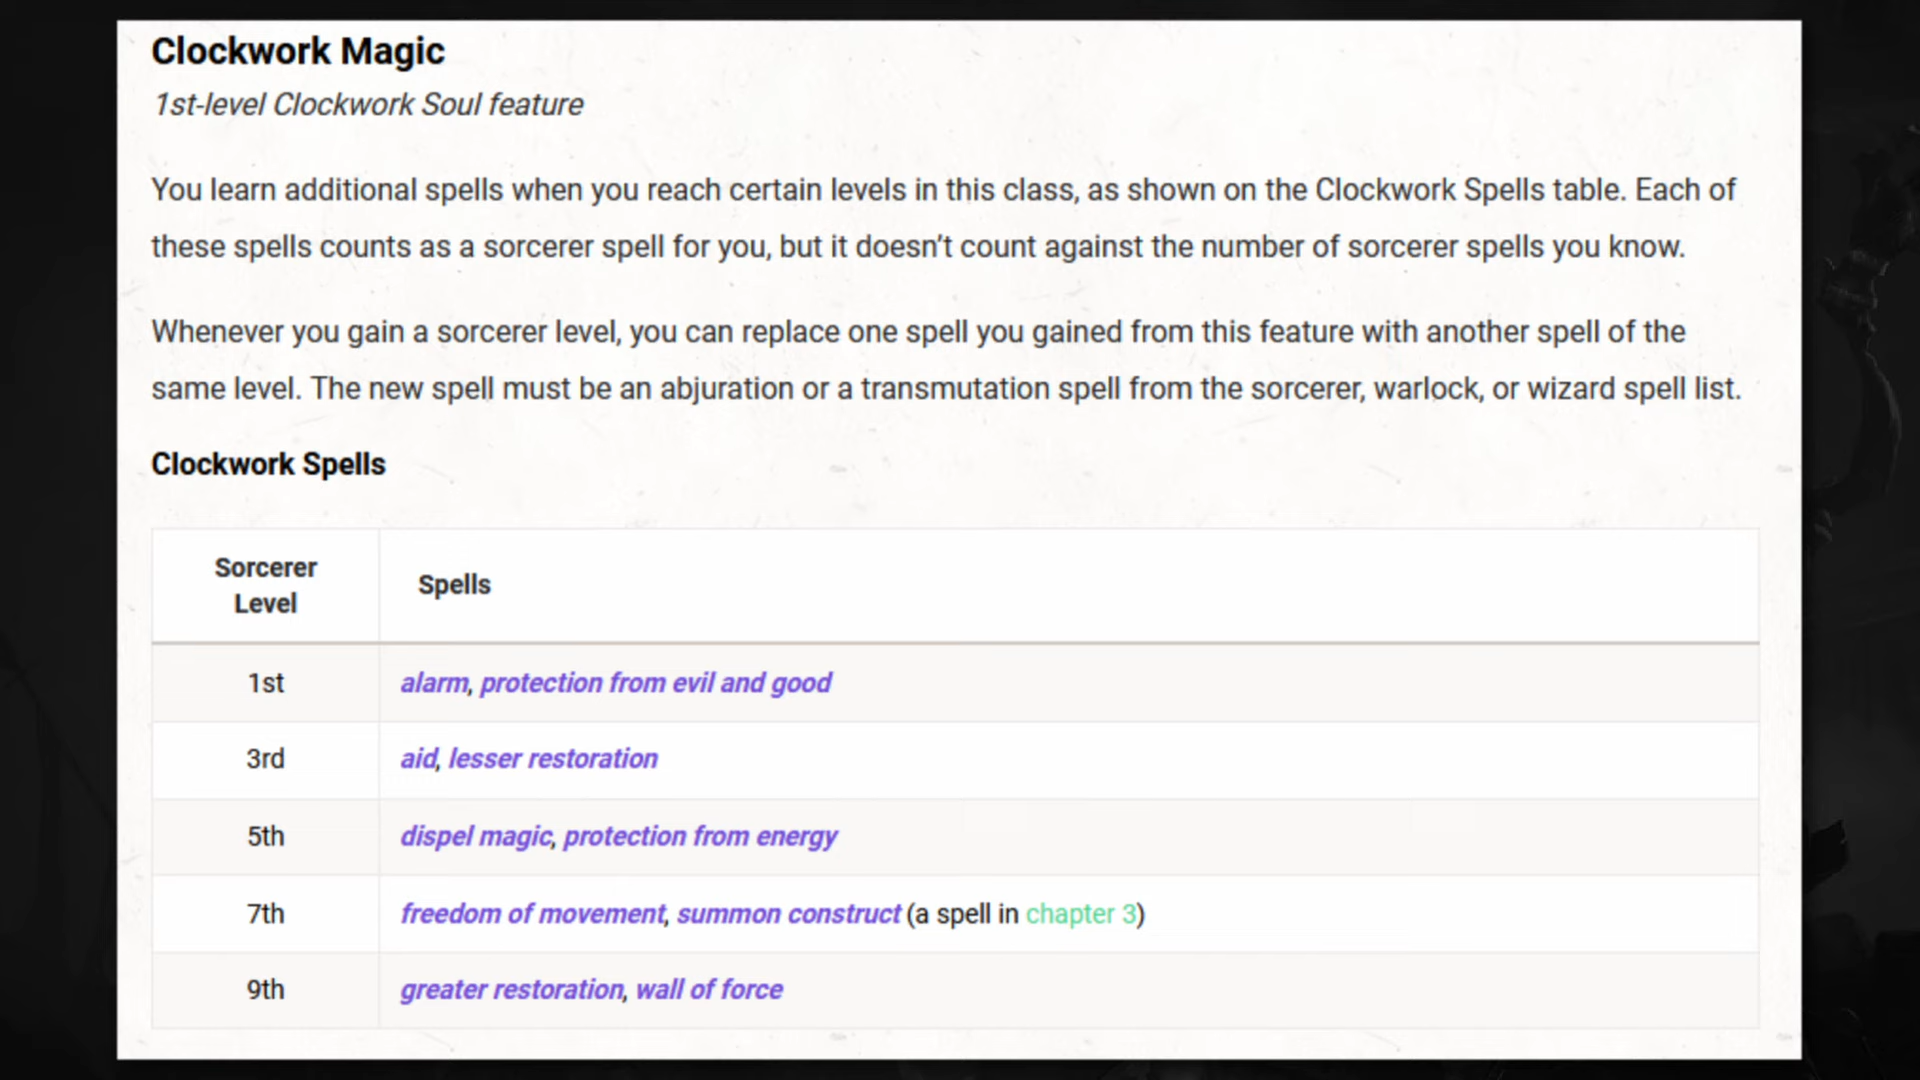 Clockwork Magic
1st-level Clockwork Soul feature
You learn additional spells when you reach certain levels in this class, as shown on the Clockwork Spells table. Each of
these spells counts as a sorcerer spell for you, but it doesn’t count against the number of sorcerer spells you know.
Whenever you gain a sorcerer level, you can replace one spell you gained from this feature with another spell of the
same level. The new spell must be an abjuration or a transmutation spell from the sorcerer, warlock, or wizard spell list.
Clockwork Spells
Sorcerer
Level
Spells
1st alarm, protection from evil and good
3rd aid, lesser restoration
5th dispel magic, protection from energy
7th freedom of movement, summon construct (a spell in chapter 3)
9th greater restoration, wall of force